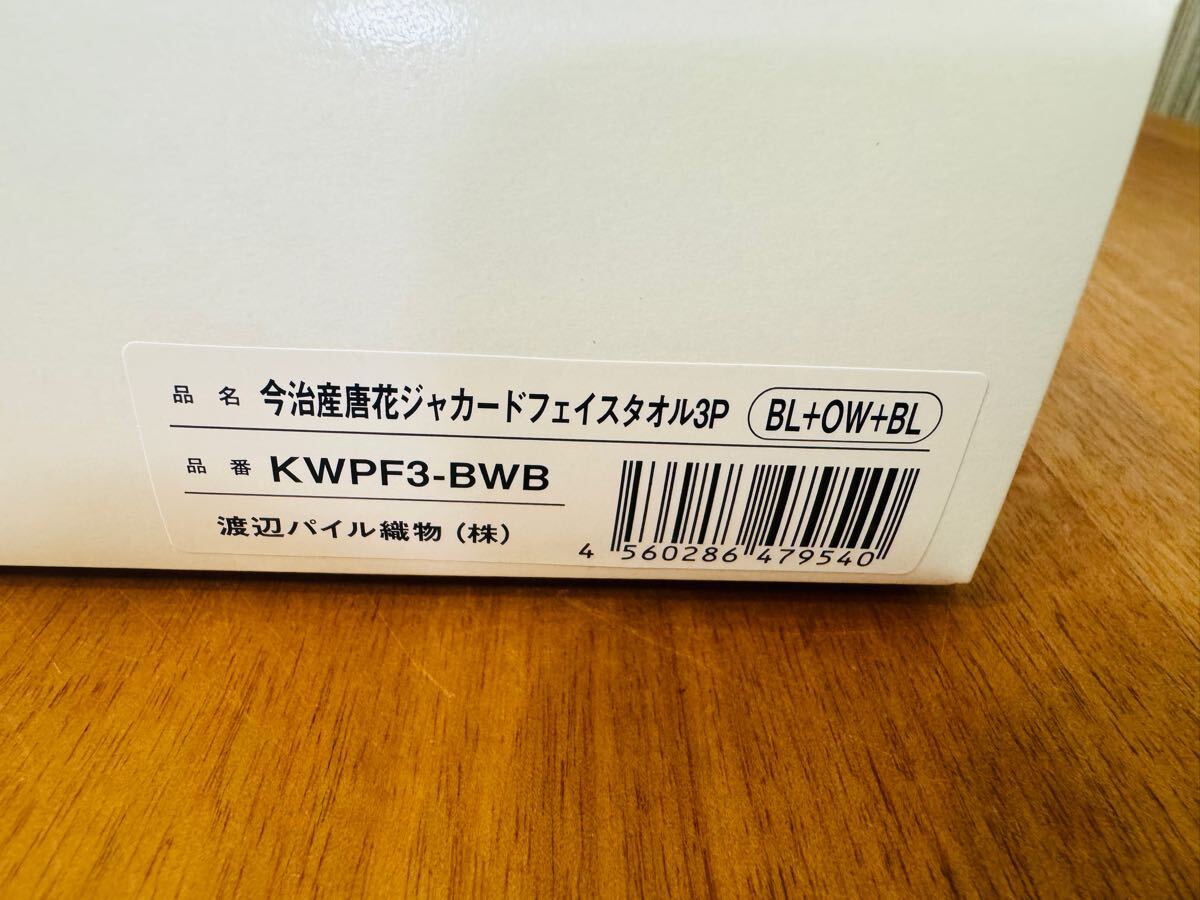 品名 今治産唐花ジャカードフェイスタオル3P BL+OW+BL
品番 KWPF3-BWB
渡辺パイル織物(株)
4 560286 479540